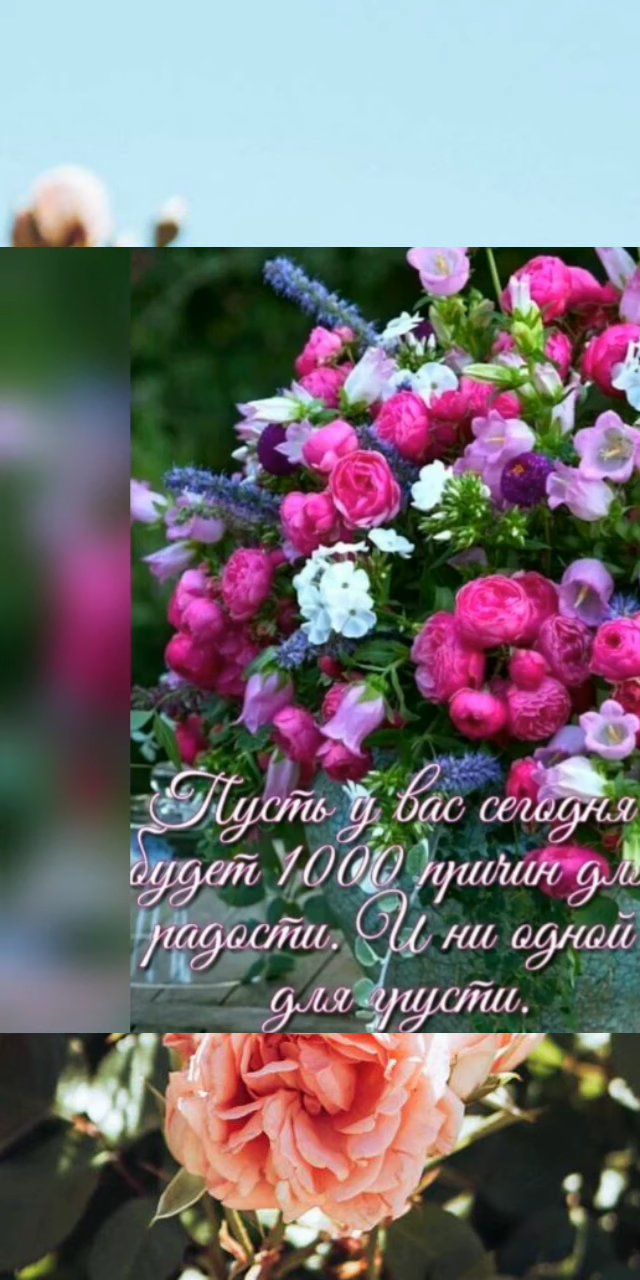 Пусть у вас сегодня
будет 1000 причин для
радости. И ни одной
для грусти.